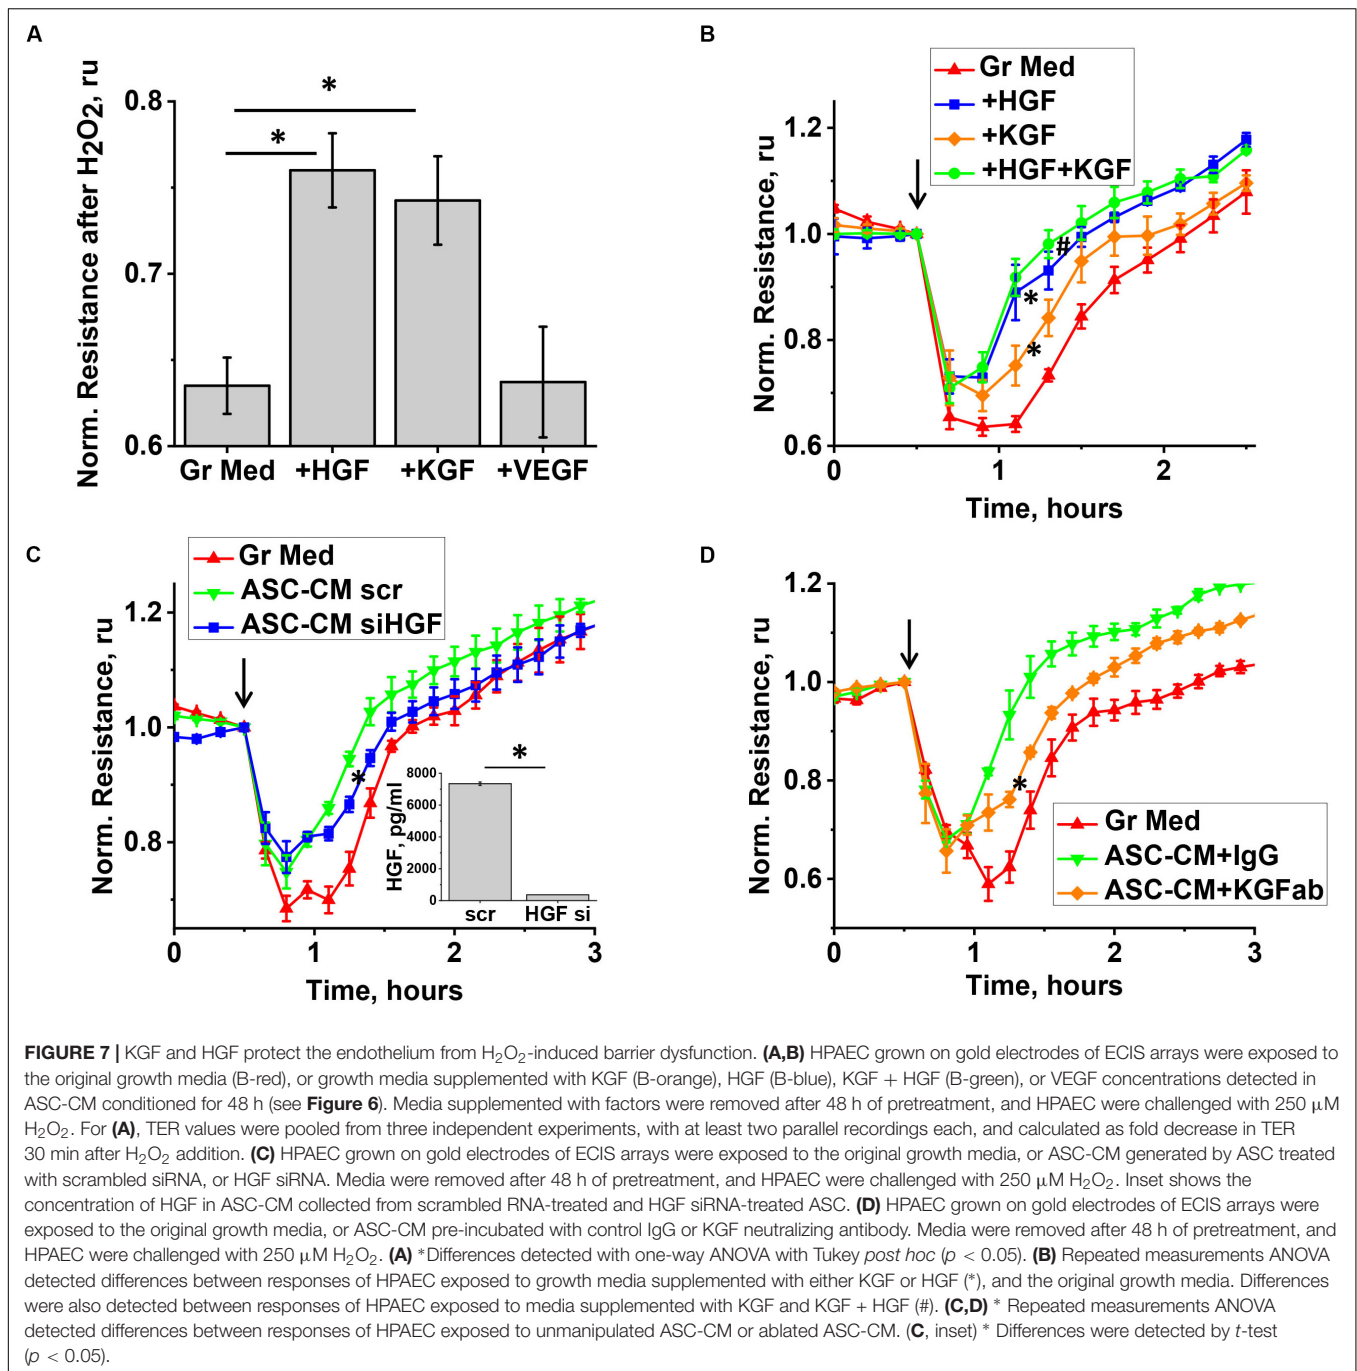 A
Norm. Resistance after H2O2, ru
0.8
0.7
0.6
*
*
Gr Med +HGF +KGF +VEGF
B
Gr Med
+HGF
+KGF
+HGF+KGF
Norm. Resistance, ru
1.2
1.0
0.8
0.6
#
*
*
0 1 2
Time, hours
C
Gr Med
ASC-CM scr
ASC-CM siHGF
Norm. Resistance, ru
1.2
1.0
0.8
*
HGF, pg/ml
8000
6000
4000
2000
0
*
scr HGF si
0 1 2 3
Time, hours
D
Norm. Resistance, ru
1.2
1.0
0.8
0.6
*
Gr Med
ASC-CM+IgG
ASC-CM+KGFab
0 1 2 3
Time, hours
FIGURE 7 | KGF and HGF protect the endothelium from H2O2-induced barrier dysfunction. (A,B) HPAEC grown on gold electrodes of ECIS arrays were exposed to
the original growth media (B-red), or growth media supplemented with KGF (B-orange), HGF (B-blue), KGF + HGF (B-green), or VEGF concentrations detected in
ASC-CM conditioned for 48 h (see Figure 6). Media supplemented with factors were removed after 48 h of pretreatment, and HPAEC were challenged with 250 μM
H2O2. For (A), TER values were pooled from three independent experiments, with at least two parallel recordings each, and calculated as fold decrease in TER
30 min after H2O2 addition. (C) HPAEC grown on gold electrodes of ECIS arrays were exposed to the original growth media, or ASC-CM generated by ASC treated
with scrambled siRNA, or HGF siRNA. Media were removed after 48 h of pretreatment, and HPAEC were challenged with 250 μM H2O2. Inset shows the
concentration of HGF in ASC-CM collected from scrambled RNA-treated and HGF siRNA-treated ASC. (D) HPAEC grown on gold electrodes of ECIS arrays were
exposed to the original growth media, or ASC-CM pre-incubated with control IgG or KGF neutralizing antibody. Media were removed after 48 h of pretreatment, and
HPAEC were challenged with 250 μM H2O2. (A) *Differences detected with one-way ANOVA with Tukey post hoc (p < 0.05). (B) Repeated measurements ANOVA
detected differences between responses of HPAEC exposed to growth media supplemented with either KGF or HGF (*), and the original growth media. Differences
were also detected between responses of HPAEC exposed to media supplemented with KGF and KGF + HGF (#). (C,D) * Repeated measurements ANOVA
detected differences between responses of HPAEC exposed to unmanipulated ASC-CM or ablated ASC-CM. (C, inset) * Differences were detected by t-test
(p < 0.05).